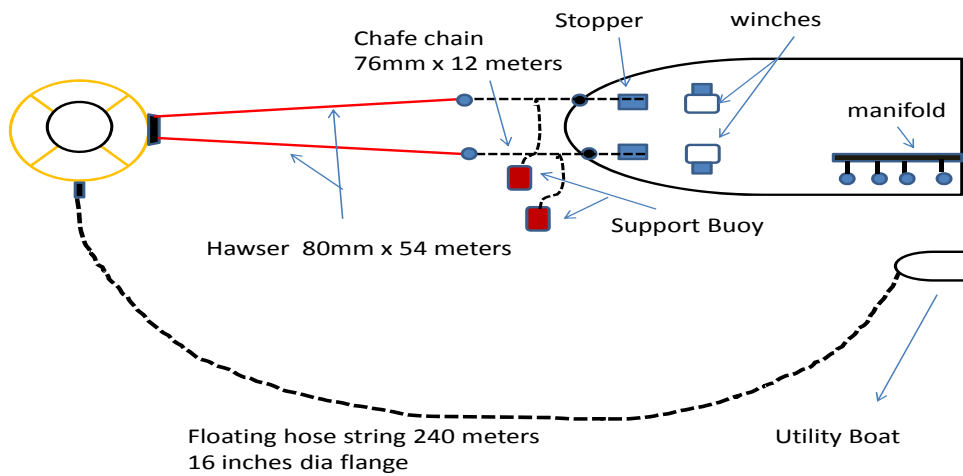 Stopper
winches
Chafe chain
76mm x 12 meters
manifold
Support Buoy
Hawser  80mm x 54 meters
Floating hose string 240 meters
16 inches dia flange
Utility Boat